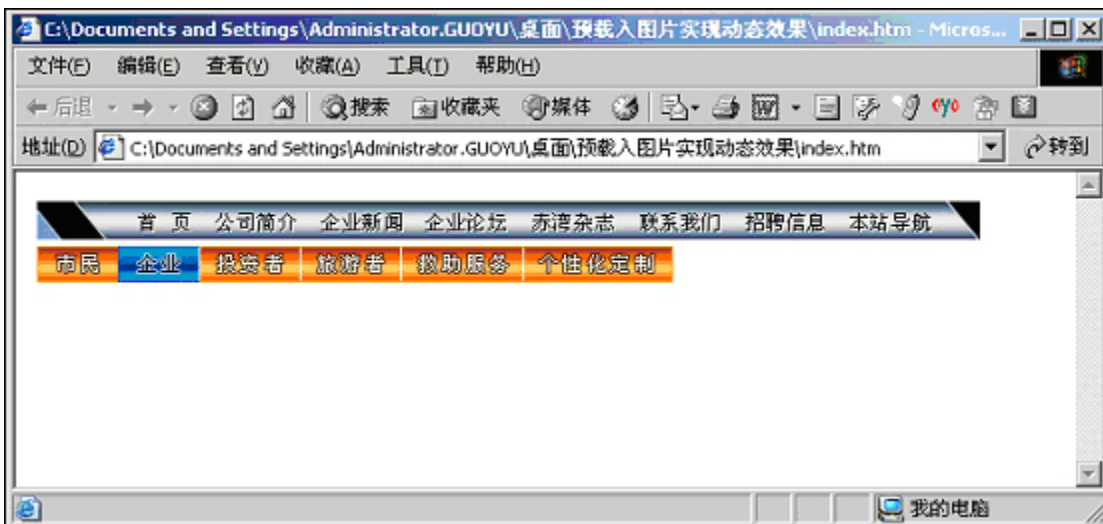 C:\Documents and Settings\Administrator.GUOYU\桌面\预载入图片实现动态效果\index.htm - Micros...
文件(F) 编辑(E) 查看(V) 收藏(A) 工具(T) 帮助(H)
后退 搜索 收藏夹 媒体
地址(D) C:\Documents and Settings\Administrator.GUOYU\桌面\预载入图片实现动态效果\index.htm 转到
首 页 公司简介 企业新闻 企业论坛 赤湾杂志 联系我们 招聘信息 本站导航
市民 企业 投资者 旅游者 救助服务 个性化定制
我的电脑